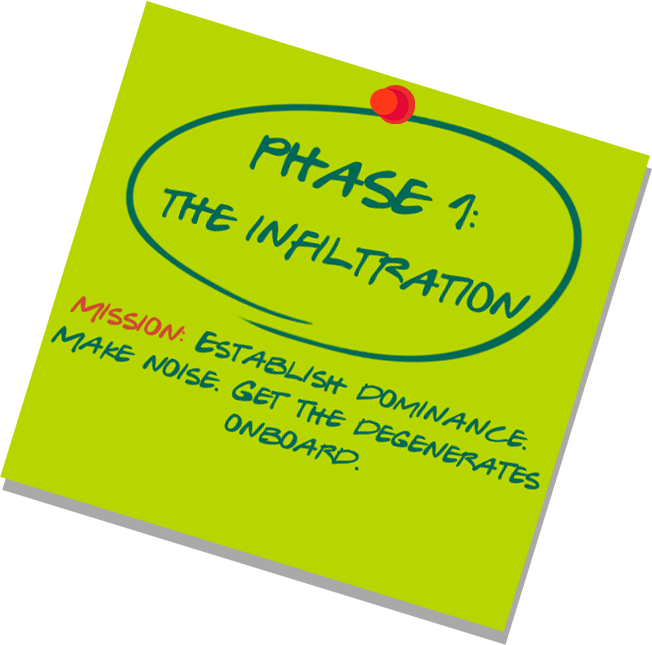 PHASE 1:
THE INFILTRATION
MISSION: ESTABLISH DOMINANCE.
MAKE NOISE. GET THE DEGENERATES
ONBOARD.